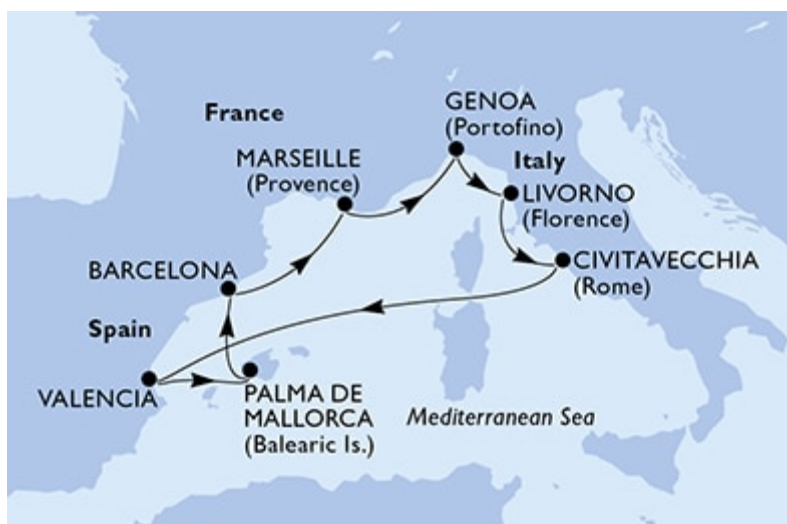 GENOA
(Portofino)
France
MARSEILLE
(Provence)
Italy
LIVORNO
(Florence)
BARCELONA
CIVITAVECCHIA
(Rome)
Spain
VALENCIA
PALMA DE
MALLORCA
(Balearic Is.)
Mediterranean Sea